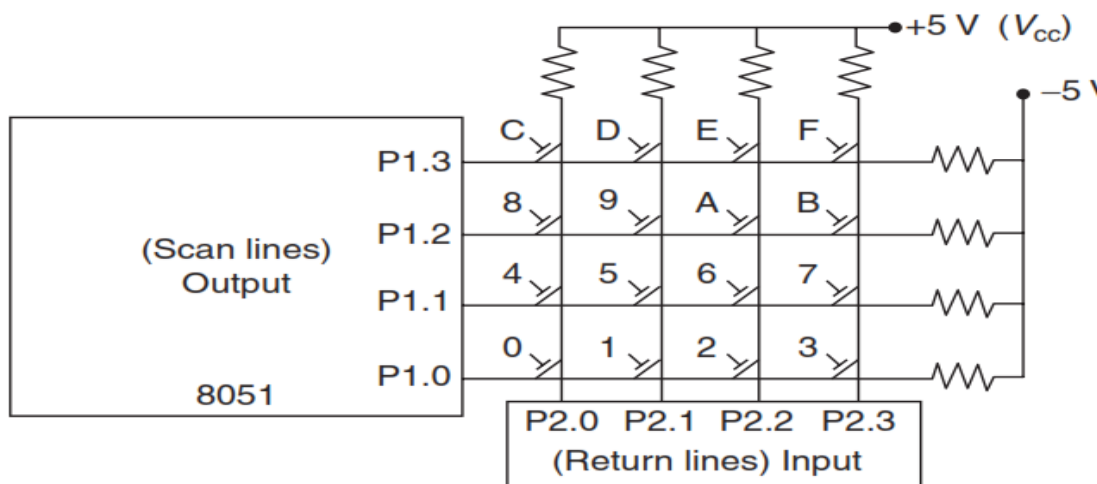 +5 V (Vcc)
−5 V
C D E F
P1.3
8 9 A B
P1.2
(Scan lines)
Output
4 5 6 7
P1.1
0 1 2 3
P1.0
8051
P2.0 P2.1 P2.2 P2.3
(Return lines) Input